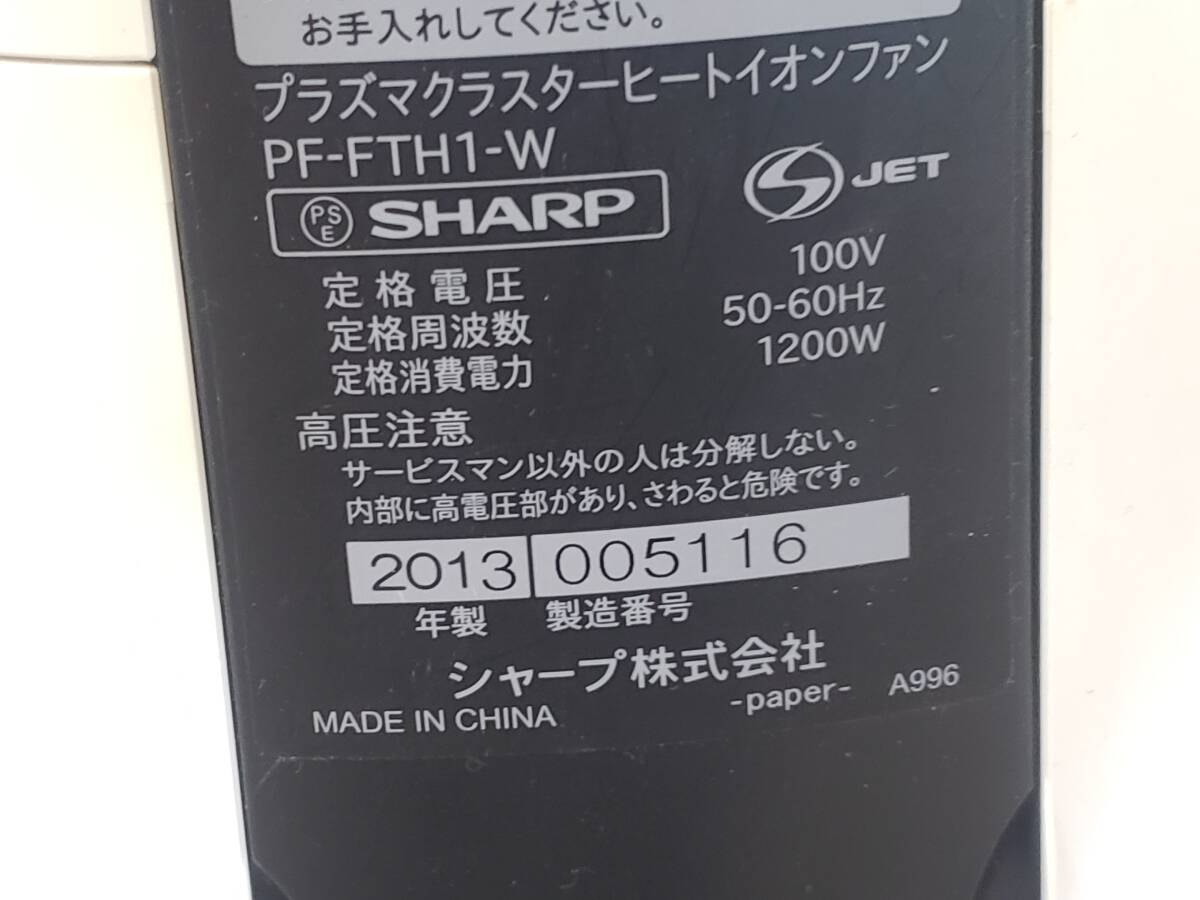 お手入れしてください。
プラズマクラスターヒートイオンファン
PF-FTH1-W
PSE SHARP
S JET
定格電圧 100V
定格周波数 50-60Hz
定格消費電力 1200W
高圧注意
サービスマン以外の人は分解しない。
内部に高電圧部があり、さわると危険です。
2013 005116
年製 製造番号
シャープ株式会社
MADE IN CHINA -paper- A996